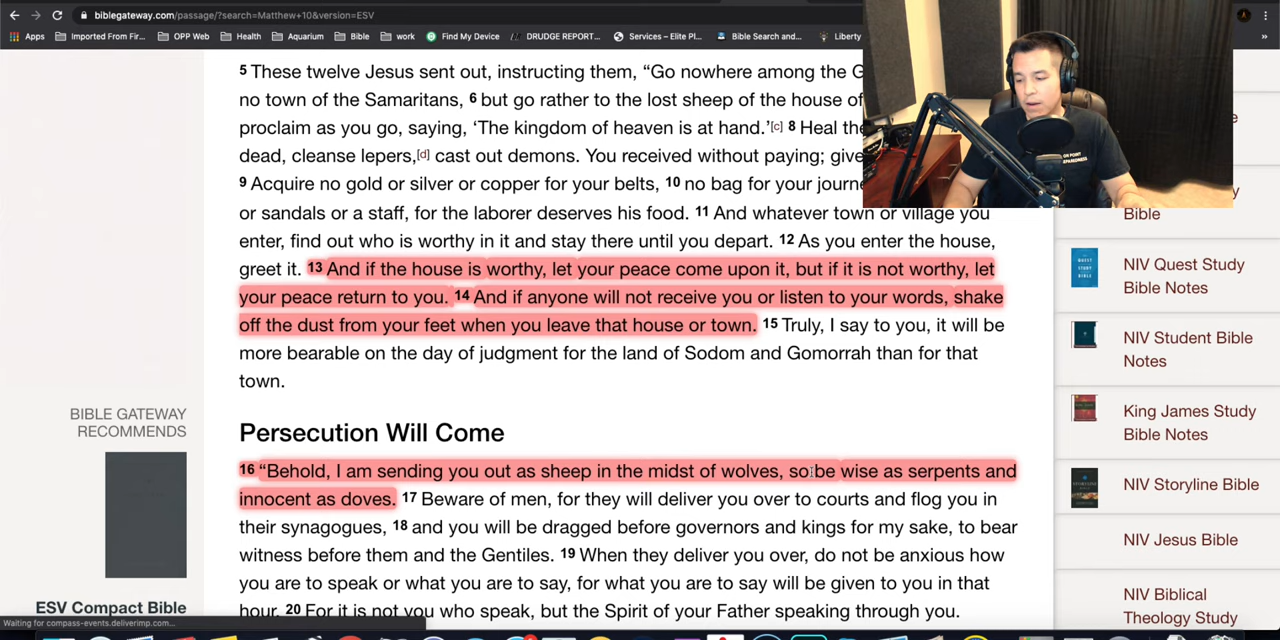 biblegateway.com/passage/?search=Matthew+10&version=ESV
Apps Imported From Fir... OPP Web Health Aquarium Bible work Find My Device DRUDGE REPORT... Services – Elite Pl... Bible Search and... Liberty »
5 These twelve Jesus sent out, instructing them, “Go nowhere among the G
no town of the Samaritans, 6 but go rather to the lost sheep of the house of
proclaim as you go, saying, ‘The kingdom of heaven is at hand.’[c] 8 Heal the
dead, cleanse lepers,[d] cast out demons. You received without paying; give
9 Acquire no gold or silver or copper for your belts, 10 no bag for your journe
or sandals or a staff, for the laborer deserves his food. 11 And whatever town or village you
enter, find out who is worthy in it and stay there until you depart. 12 As you enter the house,
greet it. 13 And if the house is worthy, let your peace come upon it, but if it is not worthy, let
your peace return to you. 14 And if anyone will not receive you or listen to your words, shake
off the dust from your feet when you leave that house or town. 15 Truly, I say to you, it will be
more bearable on the day of judgment for the land of Sodom and Gomorrah than for that
town.
Persecution Will Come
16 “Behold, I am sending you out as sheep in the midst of wolves, so be wise as serpents and
innocent as doves. 17 Beware of men, for they will deliver you over to courts and flog you in
their synagogues, 18 and you will be dragged before governors and kings for my sake, to bear
witness before them and the Gentiles. 19 When they deliver you over, do not be anxious how
you are to speak or what you are to say, for what you are to say will be given to you in that
hour. 20 For it is not you who speak, but the Spirit of your Father speaking through you.
BIBLE GATEWAY
RECOMMENDS
ESV Compact Bible
Waiting for compass-events.deliverimp.com...
Bible
NIV Quest Study
Bible Notes
NIV Student Bible
Notes
King James Study
Bible Notes
NIV Storyline Bible
NIV Jesus Bible
NIV Biblical
Theology Study